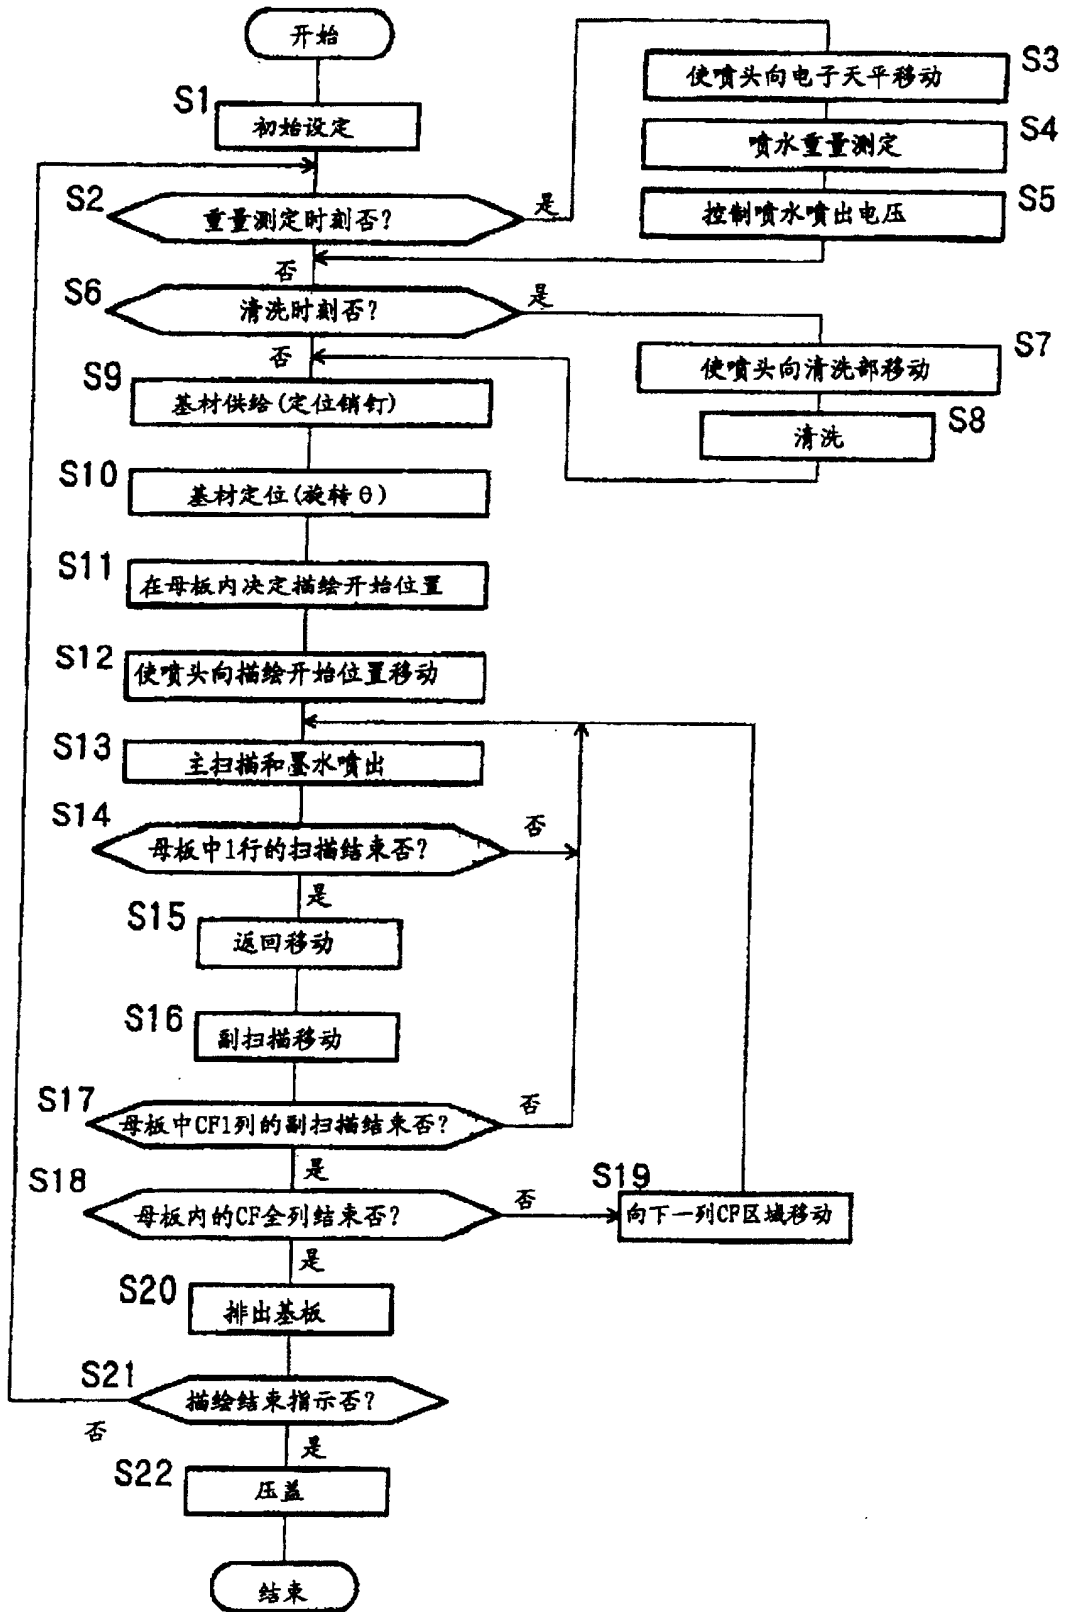 开始
S1
初始设定
S2
重量测定时刻否?
是
否
S3
使喷头向电子天平移动
S4
喷水重量测定
S5
控制喷水喷出电压
S6
清洗时刻否?
是
否
S7
使喷头向清洗部移动
S8
清洗
S9
基材供给(定位销钉)
S10
基材定位(旋转θ)
S11
在母板内决定描绘开始位置
S12
使喷头向描绘开始位置移动
S13
主扫描和墨水喷出
S14
母板中1行的扫描结束否?
否
是
S15
返回移动
S16
副扫描移动
S17
母板中CF1列的副扫描结束否?
否
是
S18
母板内的CF全列结束否?
否
是
S19
向下一列CF区域移动
S20
排出基板
S21
描绘结束指示否?
否
是
S22
压盖
结束